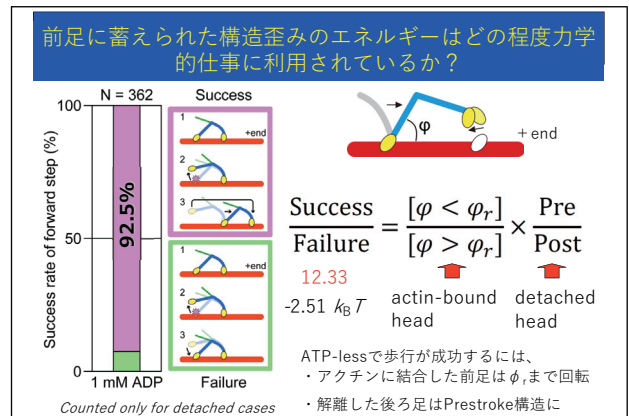 前足に蓄えられた構造歪みのエネルギーはどの程度力学
的仕事に利用されているか？
N = 362
Success
100
50
0
Success rate of forward step (%)
92.5%
1 mM ADP
1
+end
2
3
1
+end
2
3
Failure
Counted only for detached cases
φ
+ end
Success/Failure = [φ < φr]/[φ > φr] × Pre/Post
12.33
-2.51 kBT
actin-bound
head
detached
head
ATP-lessで歩行が成功するには、
・アクチンに結合した前足はϕrまで回転
・解離した後ろ足はPrestroke構造に